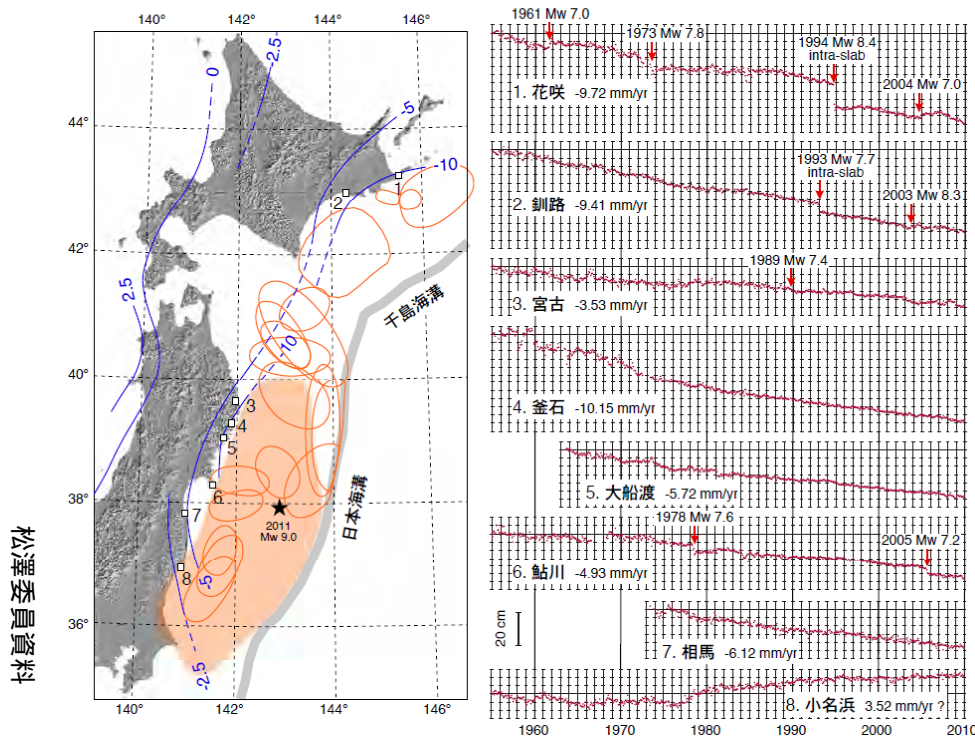 140° 142° 144° 146°
44°
42°
40°
38°
36°
140° 142° 144° 146°
0
-2.5
-5
-10
2.5
-10
-5
-2.5
1
2
3
4
5
6
7
8
千島海溝
日本海溝
2011
Mw 9.0
松澤委員資料
1961 Mw 7.0
1973 Mw 7.8
1994 Mw 8.4
intra-slab
2004 Mw 7.0
1. 花咲 -9.72 mm/yr
1993 Mw 7.7
intra-slab
2003 Mw 8.3
2. 釧路 -9.41 mm/yr
1989 Mw 7.4
3. 宮古 -3.53 mm/yr
4. 釜石 -10.15 mm/yr
5. 大船渡 -5.72 mm/yr
1978 Mw 7.6
2005 Mw 7.2
6. 鮎川 -4.93 mm/yr
20 cm
7. 相馬 -6.12 mm/yr
8. 小名浜 3.52 mm/yr ?
1960 1970 1980 1990 2000 2010